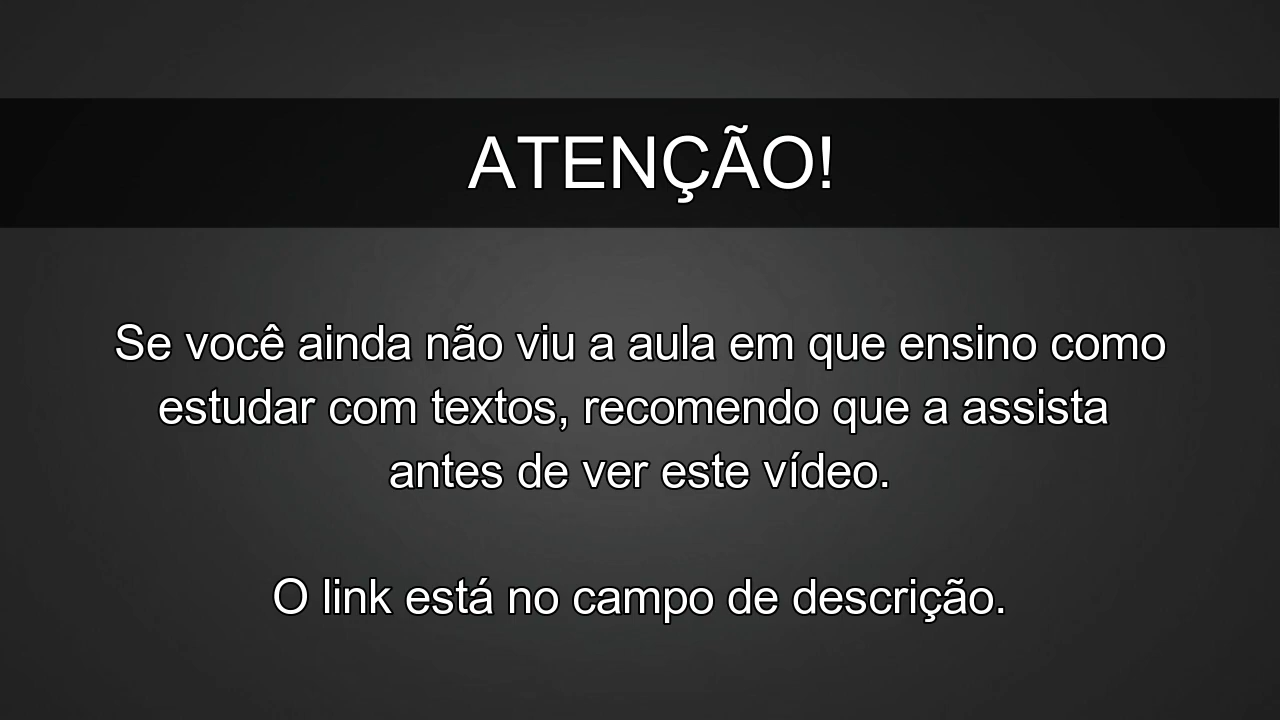 ATENÇÃO!
Se você ainda não viu a aula em que ensino como
estudar com textos, recomendo que a assista
antes de ver este vídeo.
O link está no campo de descrição.